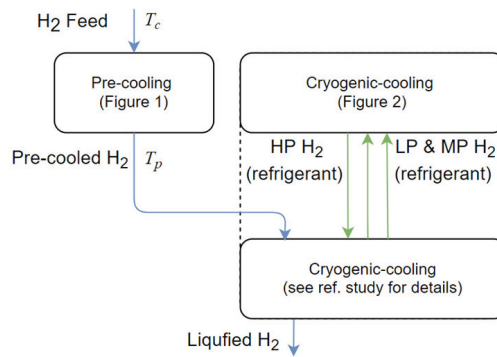 H2 Feed
Tc
Pre-cooling
(Figure 1)
Cryogenic-cooling
(Figure 2)
Pre-cooled H2
Tp
HP H2
(refrigerant)
LP & MP H2
(refrigerant)
Cryogenic-cooling
(see ref. study for details)
Liqufied H2